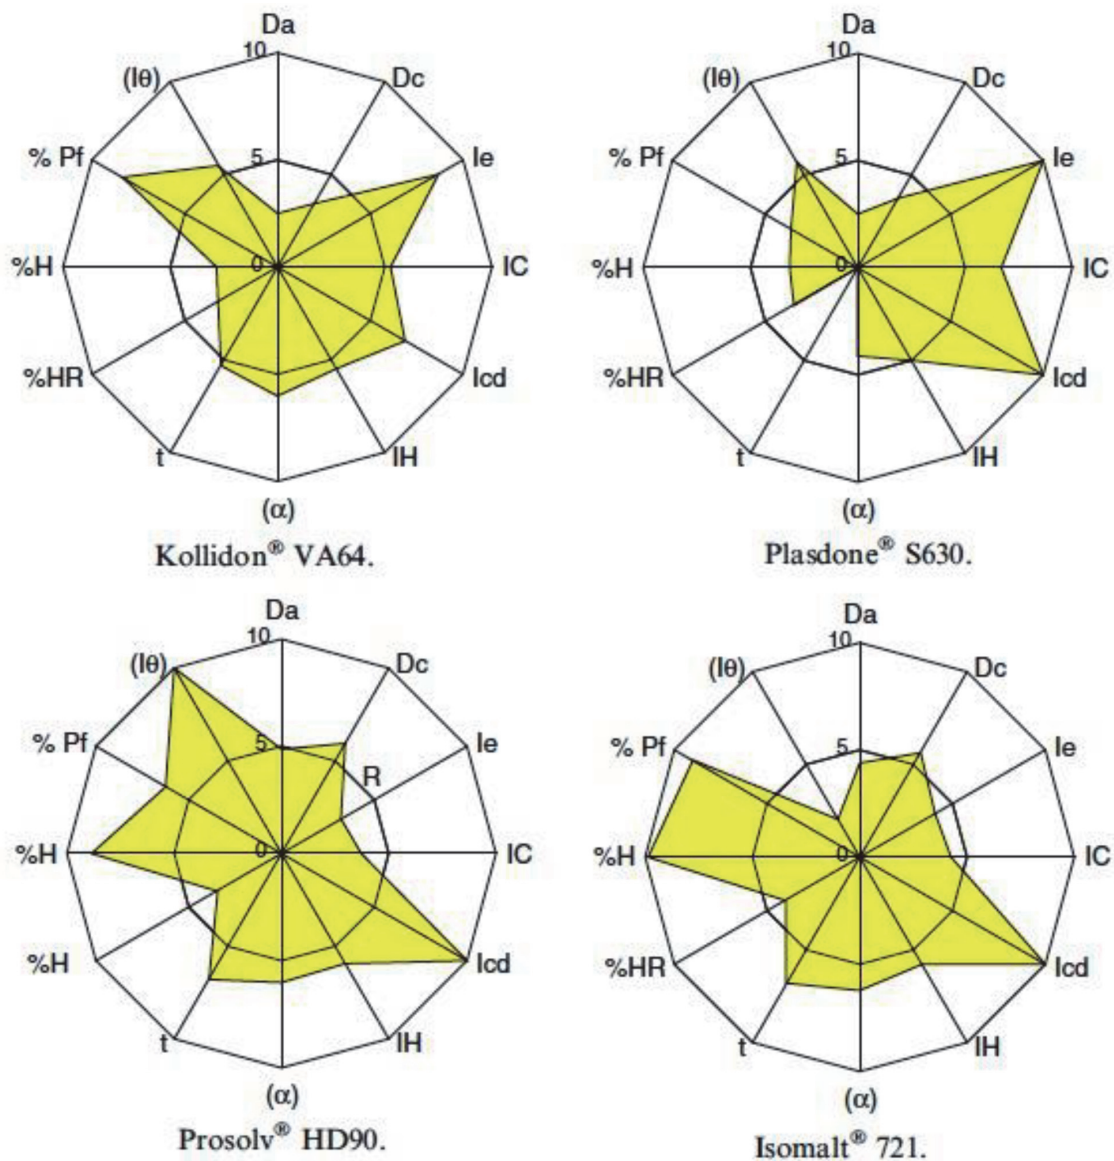 Da
10
(Iθ)
Dc
% Pf
5
Ie
%H
0
IC
%HR
Icd
t
IH
(α)
Kollidon® VA64.
Da
10
(Iθ)
Dc
% Pf
5
Ie
%H
0
IC
%HR
Icd
t
IH
(α)
Plasdone® S630.
Da
10
(Iθ)
Dc
% Pf
5
Ie
R
%H
0
IC
%H
Icd
t
IH
(α)
Prosolv® HD90.
Da
10
(Iθ)
Dc
% Pf
5
Ie
%H
0
IC
%HR
Icd
t
IH
(α)
Isomalt® 721.